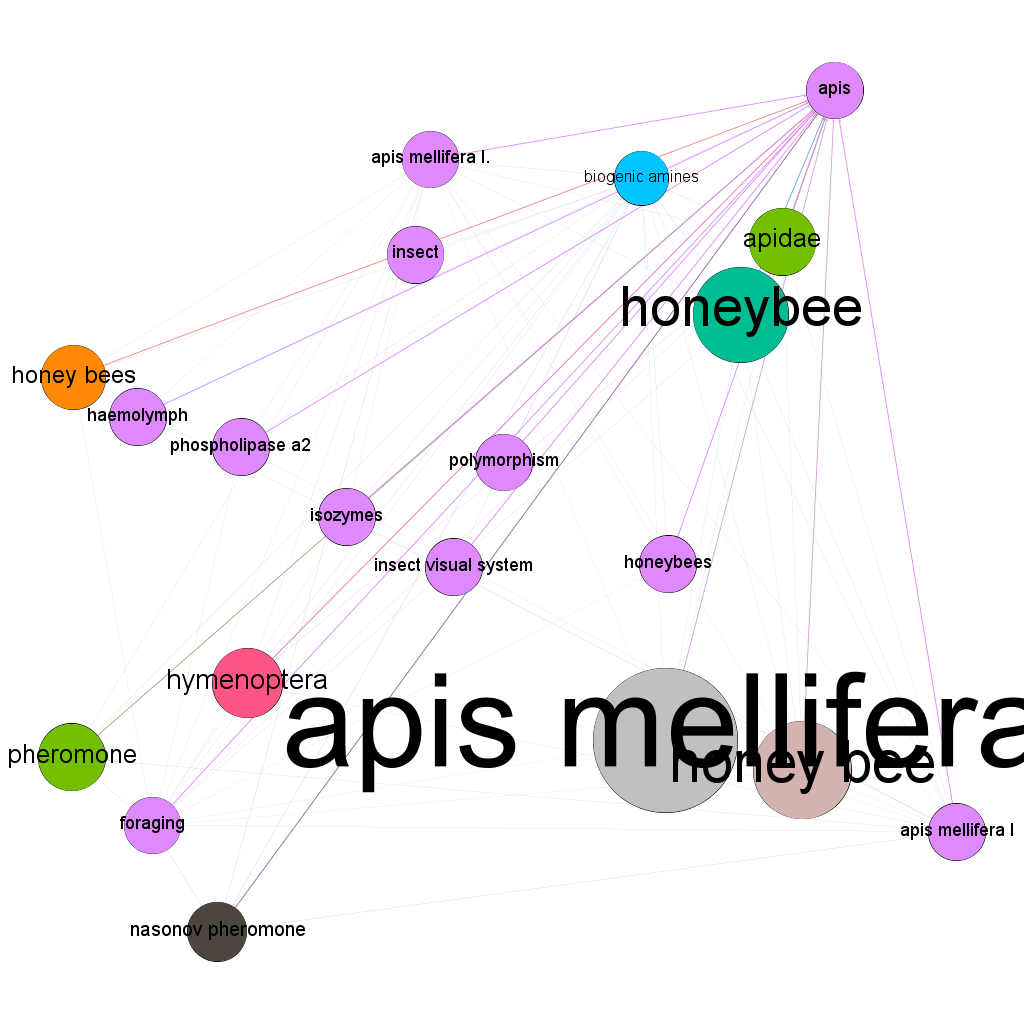 apis
apis mellifera l.
biogenic amines
apidae
insect
honeybee
honey bees
haemolymph
phospholipase a2
polymorphism
isozymes
insect visual system
honeybees
hymenoptera
apis mellifera
pheromone
honey bee
foraging
apis mellifera l
nasonov pheromone